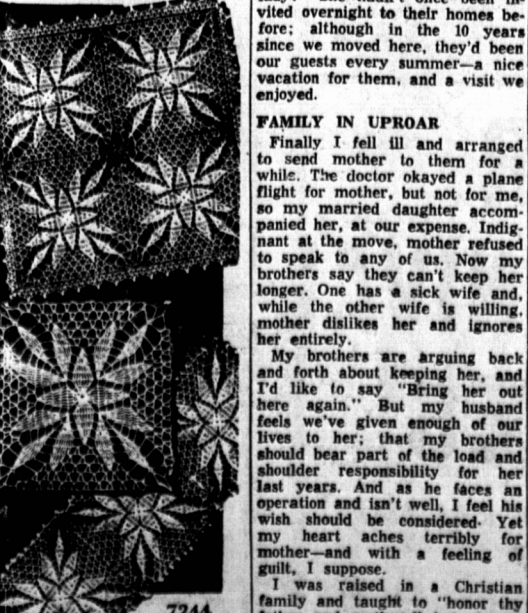 vited overnight to their homes be-
fore; although in the 10 years
since we moved here, they'd been
our guests every summer—a nice
vacation for them, and a visit we
enjoyed.
FAMILY IN UPROAR
Finally I fell ill and arranged
to send mother to them for a
while. The doctor okayed a plane
flight for mother, but not for me,
so my married daughter accom-
panied her, at our expense. Indig-
nant at the move, mother refused
to speak to any of us. Now my
brothers say they can't keep her
longer. One has a sick wife and,
while the other wife is willing,
mother dislikes her and ignores
her entirely.
My brothers are arguing back
and forth about keeping her, and
I'd like to say "Bring her out
here again." But my husband
feels we've given enough of our
lives to her; that my brothers
should bear part of the load and
shoulder responsibility for her
last years. And as he faces an
operation and isn't well, I feel his
wish should be considered. Yet
my heart aches terribly for
mother—and with a feeling of
guilt, I suppose.
I was raised in a Christian
family and taught to "honor thy
7244